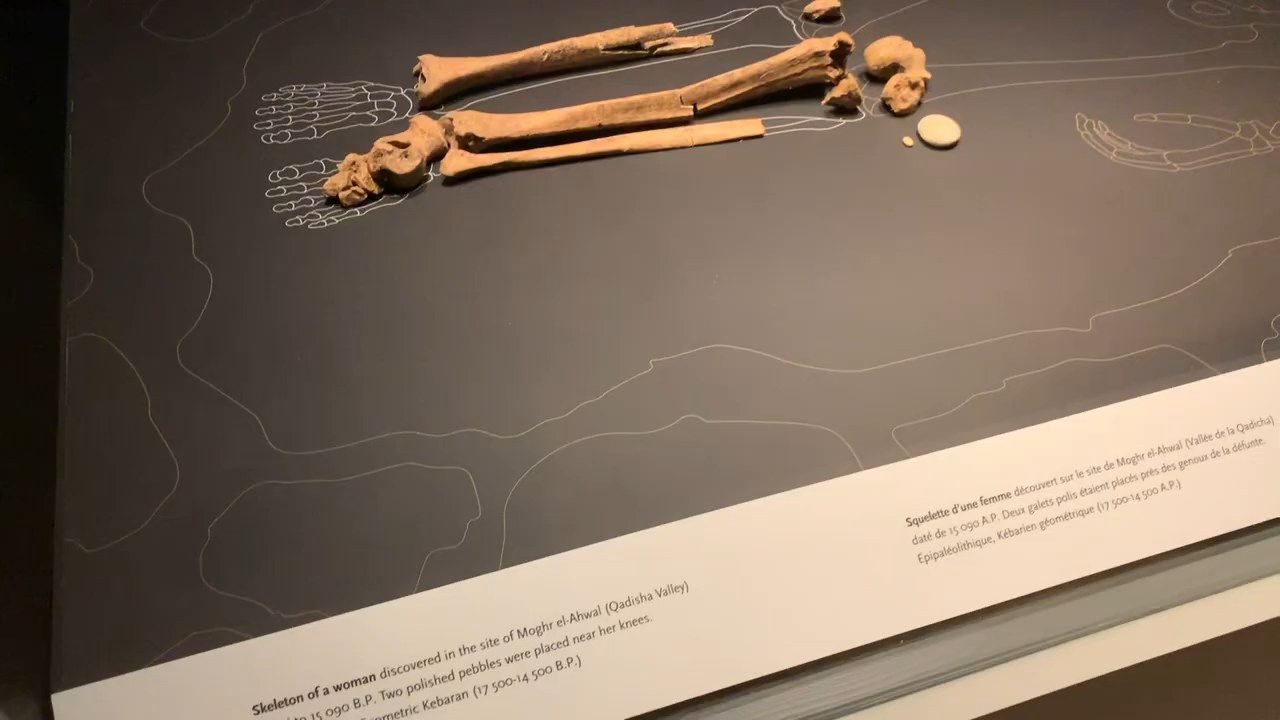 Skeleton of a woman discovered in the site of Moghr el-Ahwal (Qadisha Valley)
to 15 090 B.P. Two polished pebbles were placed near her knees.
Kebaran (17 500-14 500 B.P.)
Squelette d'une femme découvert sur le site de Moghr el-Ahwal (Vallée de la Qadicha)
daté de 15 090 A.P. Deux galets polis étaient placés près des genoux de la défunte.
Epipaléolithique, Kébarien géométrique (17 500-14 500 A.P.)